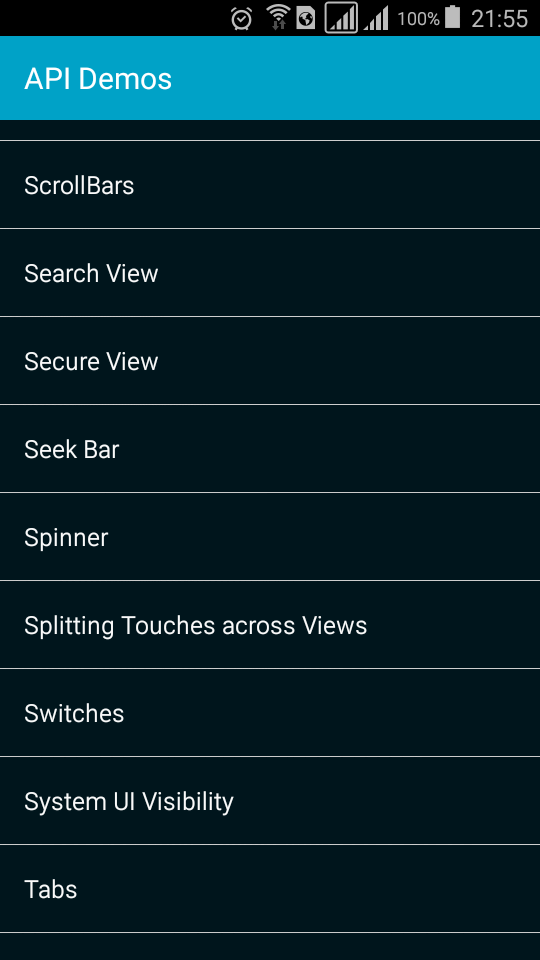 100% 21:55
API Demos
ScrollBars
Search View
Secure View
Seek Bar
Spinner
Splitting Touches across Views
Switches
System UI Visibility
Tabs